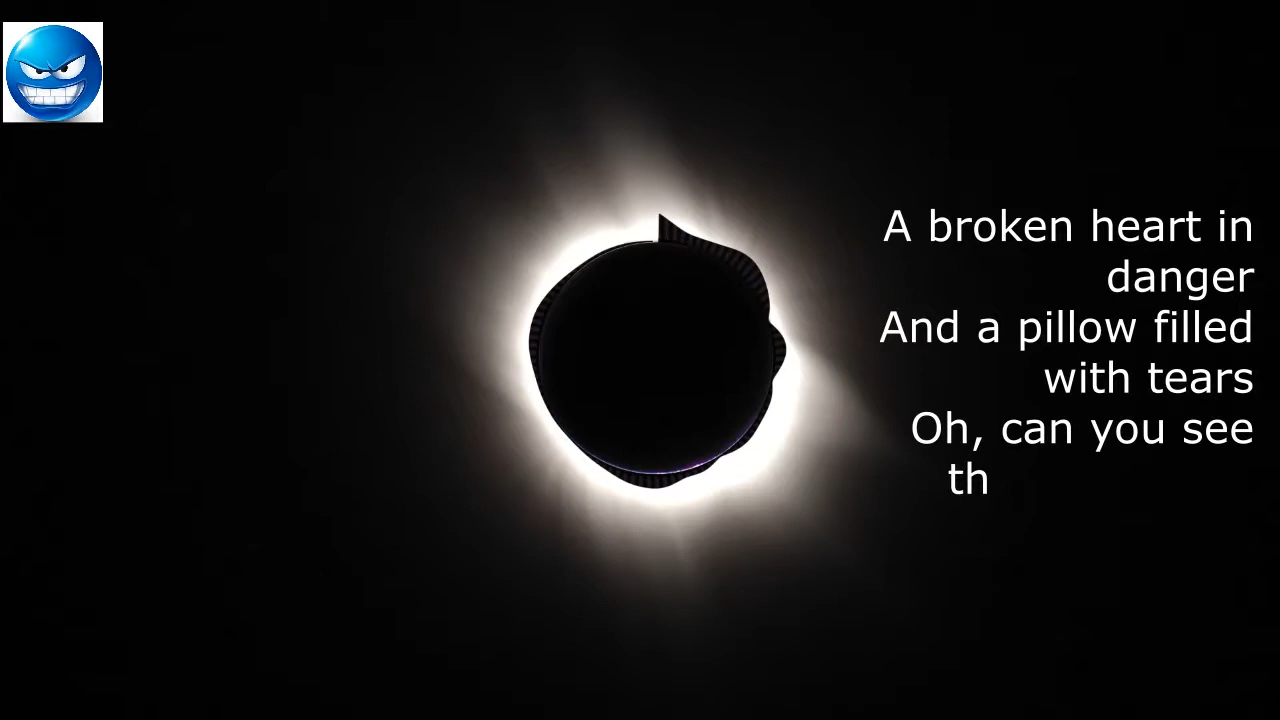 A broken heart in
danger
And a pillow filled
with tears
Oh, can you see
th